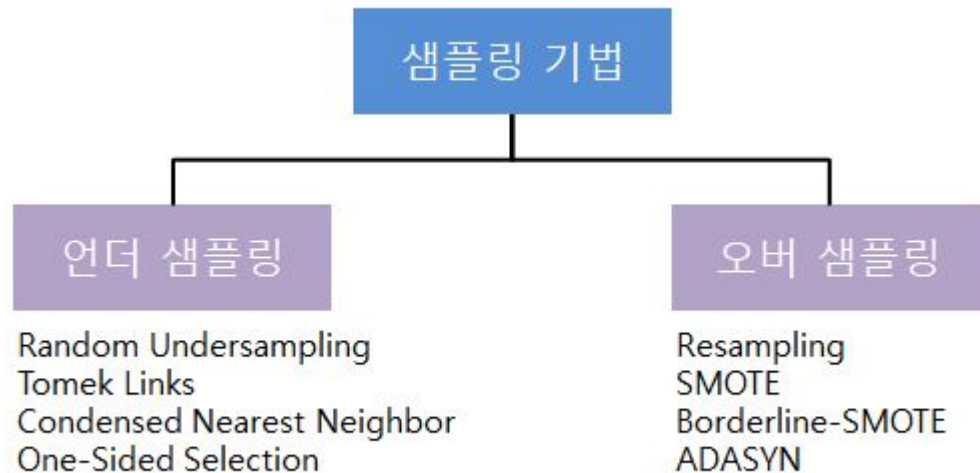 샘플링 기법
언더 샘플링
Random Undersampling
Tomek Links
Condensed Nearest Neighbor
One-Sided Selection
오버 샘플링
Resampling
SMOTE
Borderline-SMOTE
ADASYN